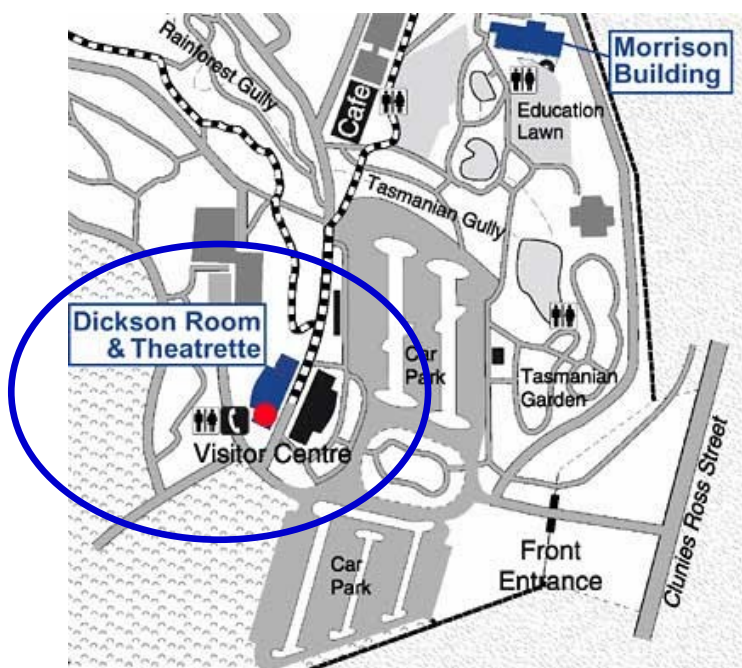 Rainforest Gully
Cafe
Morrison
Building
Education
Lawn
Tasmanian
Gully
Dickson Room
& Theatrette
Car
Park
Tasmanian
Garden
Visitor Centre
Car
Park
Front
Entrance
Clunies Ross Street